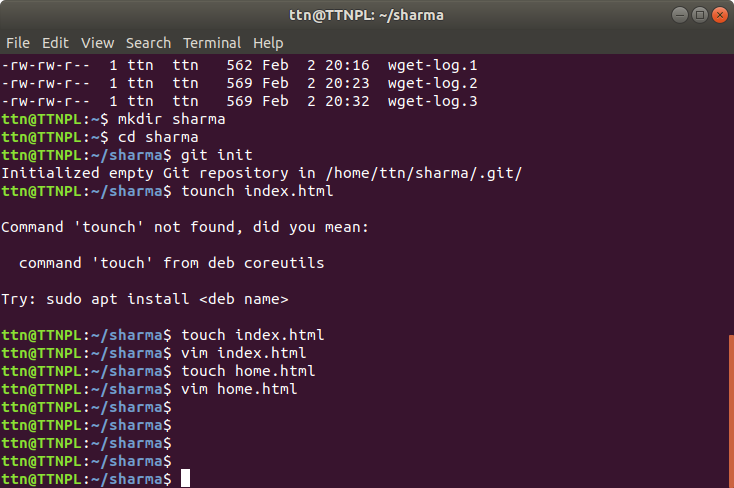 ttn@TTNPL: ~/sharma
File Edit View Search Terminal Help
-rw-rw-r--  1 ttn  ttn   562 Feb  2 20:16  wget-log.1
-rw-rw-r--  1 ttn  ttn   569 Feb  2 20:23  wget-log.2
-rw-rw-r--  1 ttn  ttn   569 Feb  2 20:32  wget-log.3
ttn@TTNPL:~$ mkdir sharma
ttn@TTNPL:~$ cd sharma
ttn@TTNPL:~/sharma$ git init
Initialized empty Git repository in /home/ttn/sharma/.git/
ttn@TTNPL:~/sharma$ tounch index.html
Command 'tounch' not found, did you mean:
  command 'touch' from deb coreutils
Try: sudo apt install <deb name>
ttn@TTNPL:~/sharma$ touch index.html
ttn@TTNPL:~/sharma$ vim index.html
ttn@TTNPL:~/sharma$ touch home.html
ttn@TTNPL:~/sharma$ vim home.html
ttn@TTNPL:~/sharma$
ttn@TTNPL:~/sharma$
ttn@TTNPL:~/sharma$
ttn@TTNPL:~/sharma$
ttn@TTNPL:~/sharma$